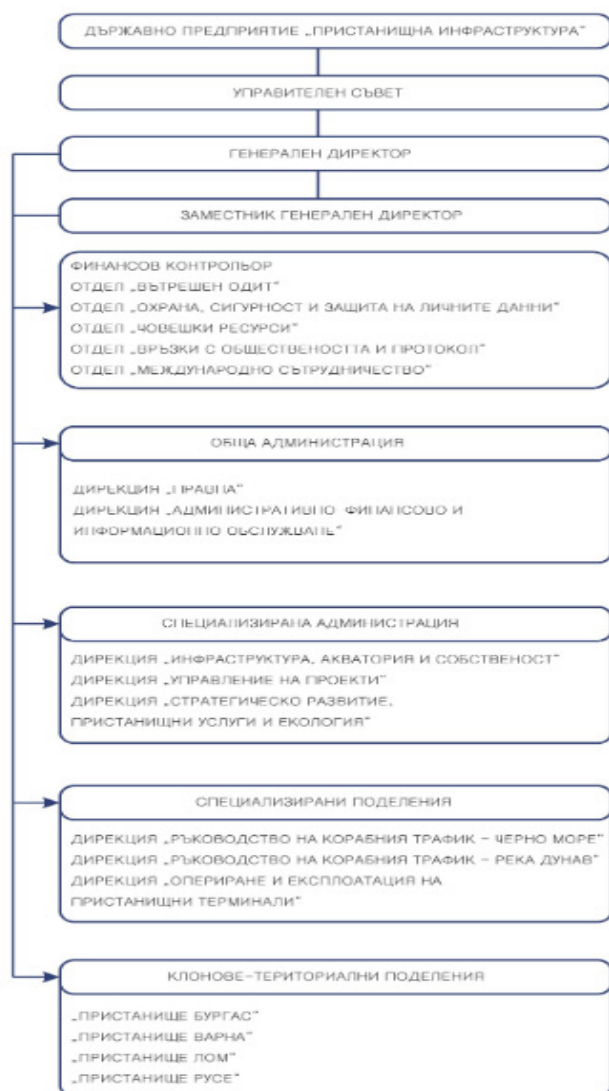 ДЪРЖАВНО ПРЕДПРИЯТИЕ „ПРИСТАНИЩНА ИНФРАСТРУКТУРА“
УПРАВИТЕЛЕН СЪВЕТ
ГЕНЕРАЛЕН ДИРЕКТОР
ЗАМЕСТНИК ГЕНЕРАЛЕН ДИРЕКТОР
ФИНАНСОВ КОНТРОЛЬОР
ОТДЕЛ „ВЪТРЕШЕН ОДИТ“
ОТДЕЛ „ОХРАНА, СИГУРНОСТ И ЗАЩИТА НА ЛИЧНИТЕ ДАННИ“
ОТДЕЛ „ЧОВЕШКИ РЕСУРСИ“
ОТДЕЛ „ВРЪЗКИ С ОБЩЕСТВЕНОСТТА И ПРОТОКОЛ“
ОТДЕЛ „МЕЖДУНАРОДНО СЪТРУДНИЧЕСТВО“
ОБЩА АДМИНИСТРАЦИЯ
ДИРЕКЦИЯ „ПРАВНА“
ДИРЕКЦИЯ „АДМИНИСТРАТИВНО ФИНАНСОВО И
ИНФОРМАЦИОННО ОБСЛУЖВАНЕ“
СПЕЦИАЛИЗИРАНА АДМИНИСТРАЦИЯ
ДИРЕКЦИЯ „ИНФРАСТРУКТУРА, АКВАТОРИЯ И СОБСТВЕНОСТ“
ДИРЕКЦИЯ „УПРАВЛЕНИЕ НА ПРОЕКТИ“
ДИРЕКЦИЯ „СТРАТЕГИЧЕСКО РАЗВИТИЕ,
ПРИСТАНИЩНИ УСЛУГИ И ЕКОЛОГИЯ“
СПЕЦИАЛИЗИРАНИ ПОДЕЛЕНИЯ
ДИРЕКЦИЯ „РЪКОВОДСТВО НА КОРАБНИЯ ТРАФИК – ЧЕРНО МОРЕ“
ДИРЕКЦИЯ „РЪКОВОДСТВО НА КОРАБНИЯ ТРАФИК – РЕКА ДУНАВ“
ДИРЕКЦИЯ „ОПЕРИРАНЕ И ЕКСПЛОАТАЦИЯ НА
ПРИСТАНИЩНИ ТЕРМИНАЛИ“
КЛОНОВЕ-ТЕРИТОРИАЛНИ ПОДЕЛЕНИЯ
„ПРИСТАНИЩЕ БУРГАС“
„ПРИСТАНИЩЕ ВАРНА“
„ПРИСТАНИЩЕ ЛОМ“
„ПРИСТАНИЩЕ РУСЕ“